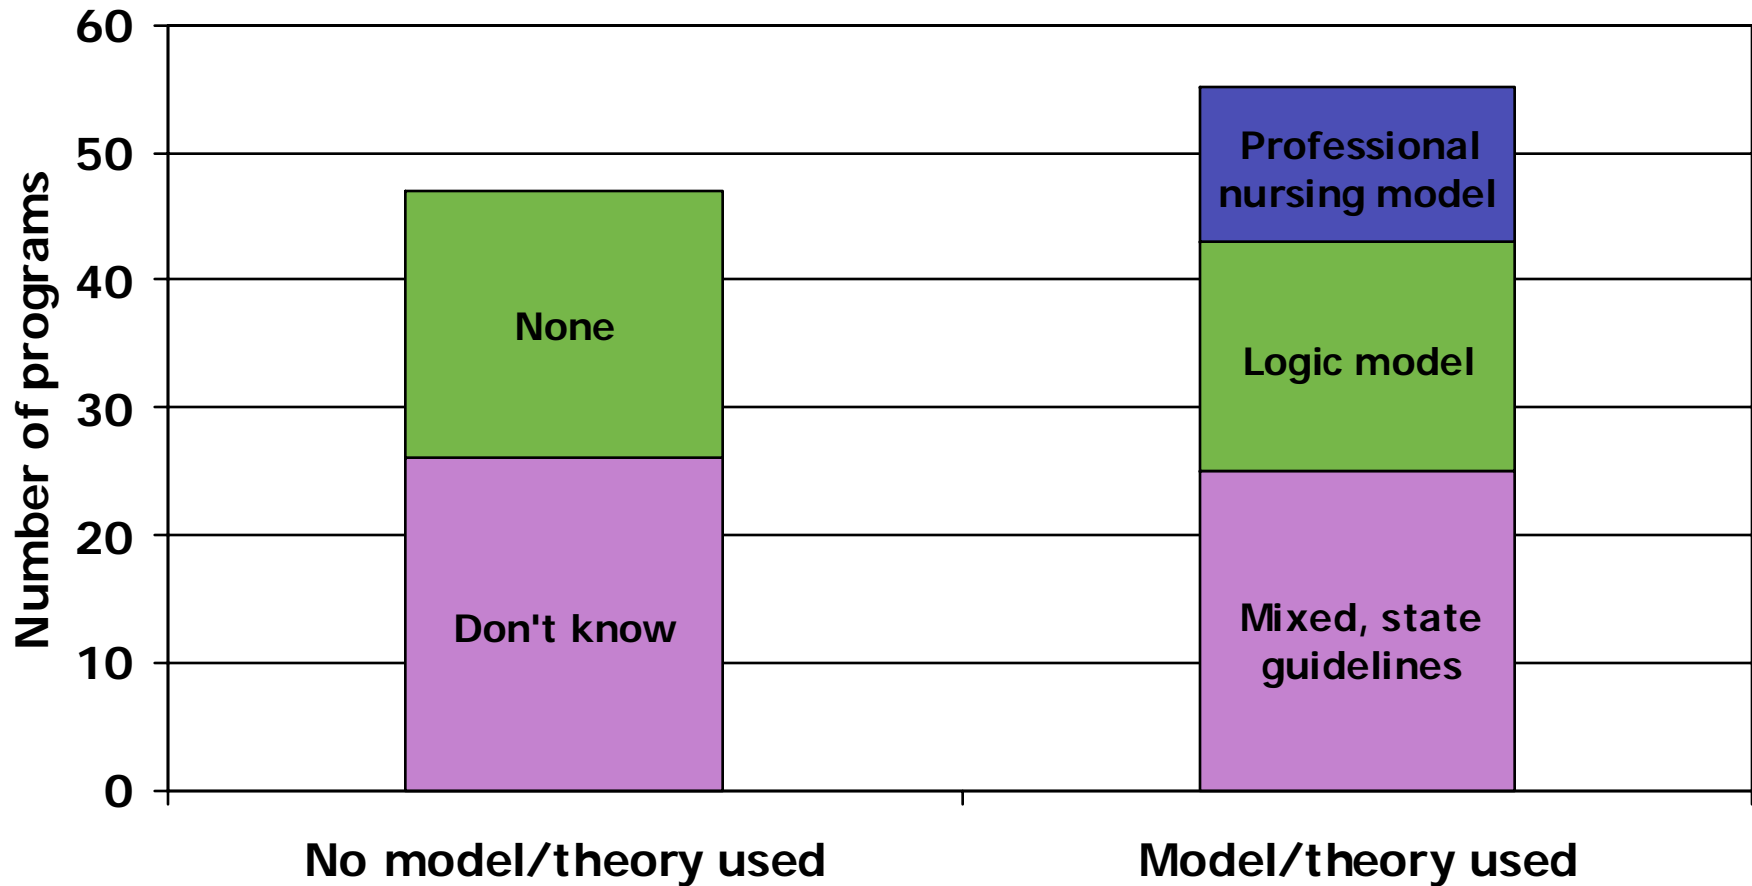 60
50
40
30
20
10
0
Number of programs
None
Don't know
Professional
nursing model
Logic model
Mixed, state
guidelines
No model/theory used
Model/theory used